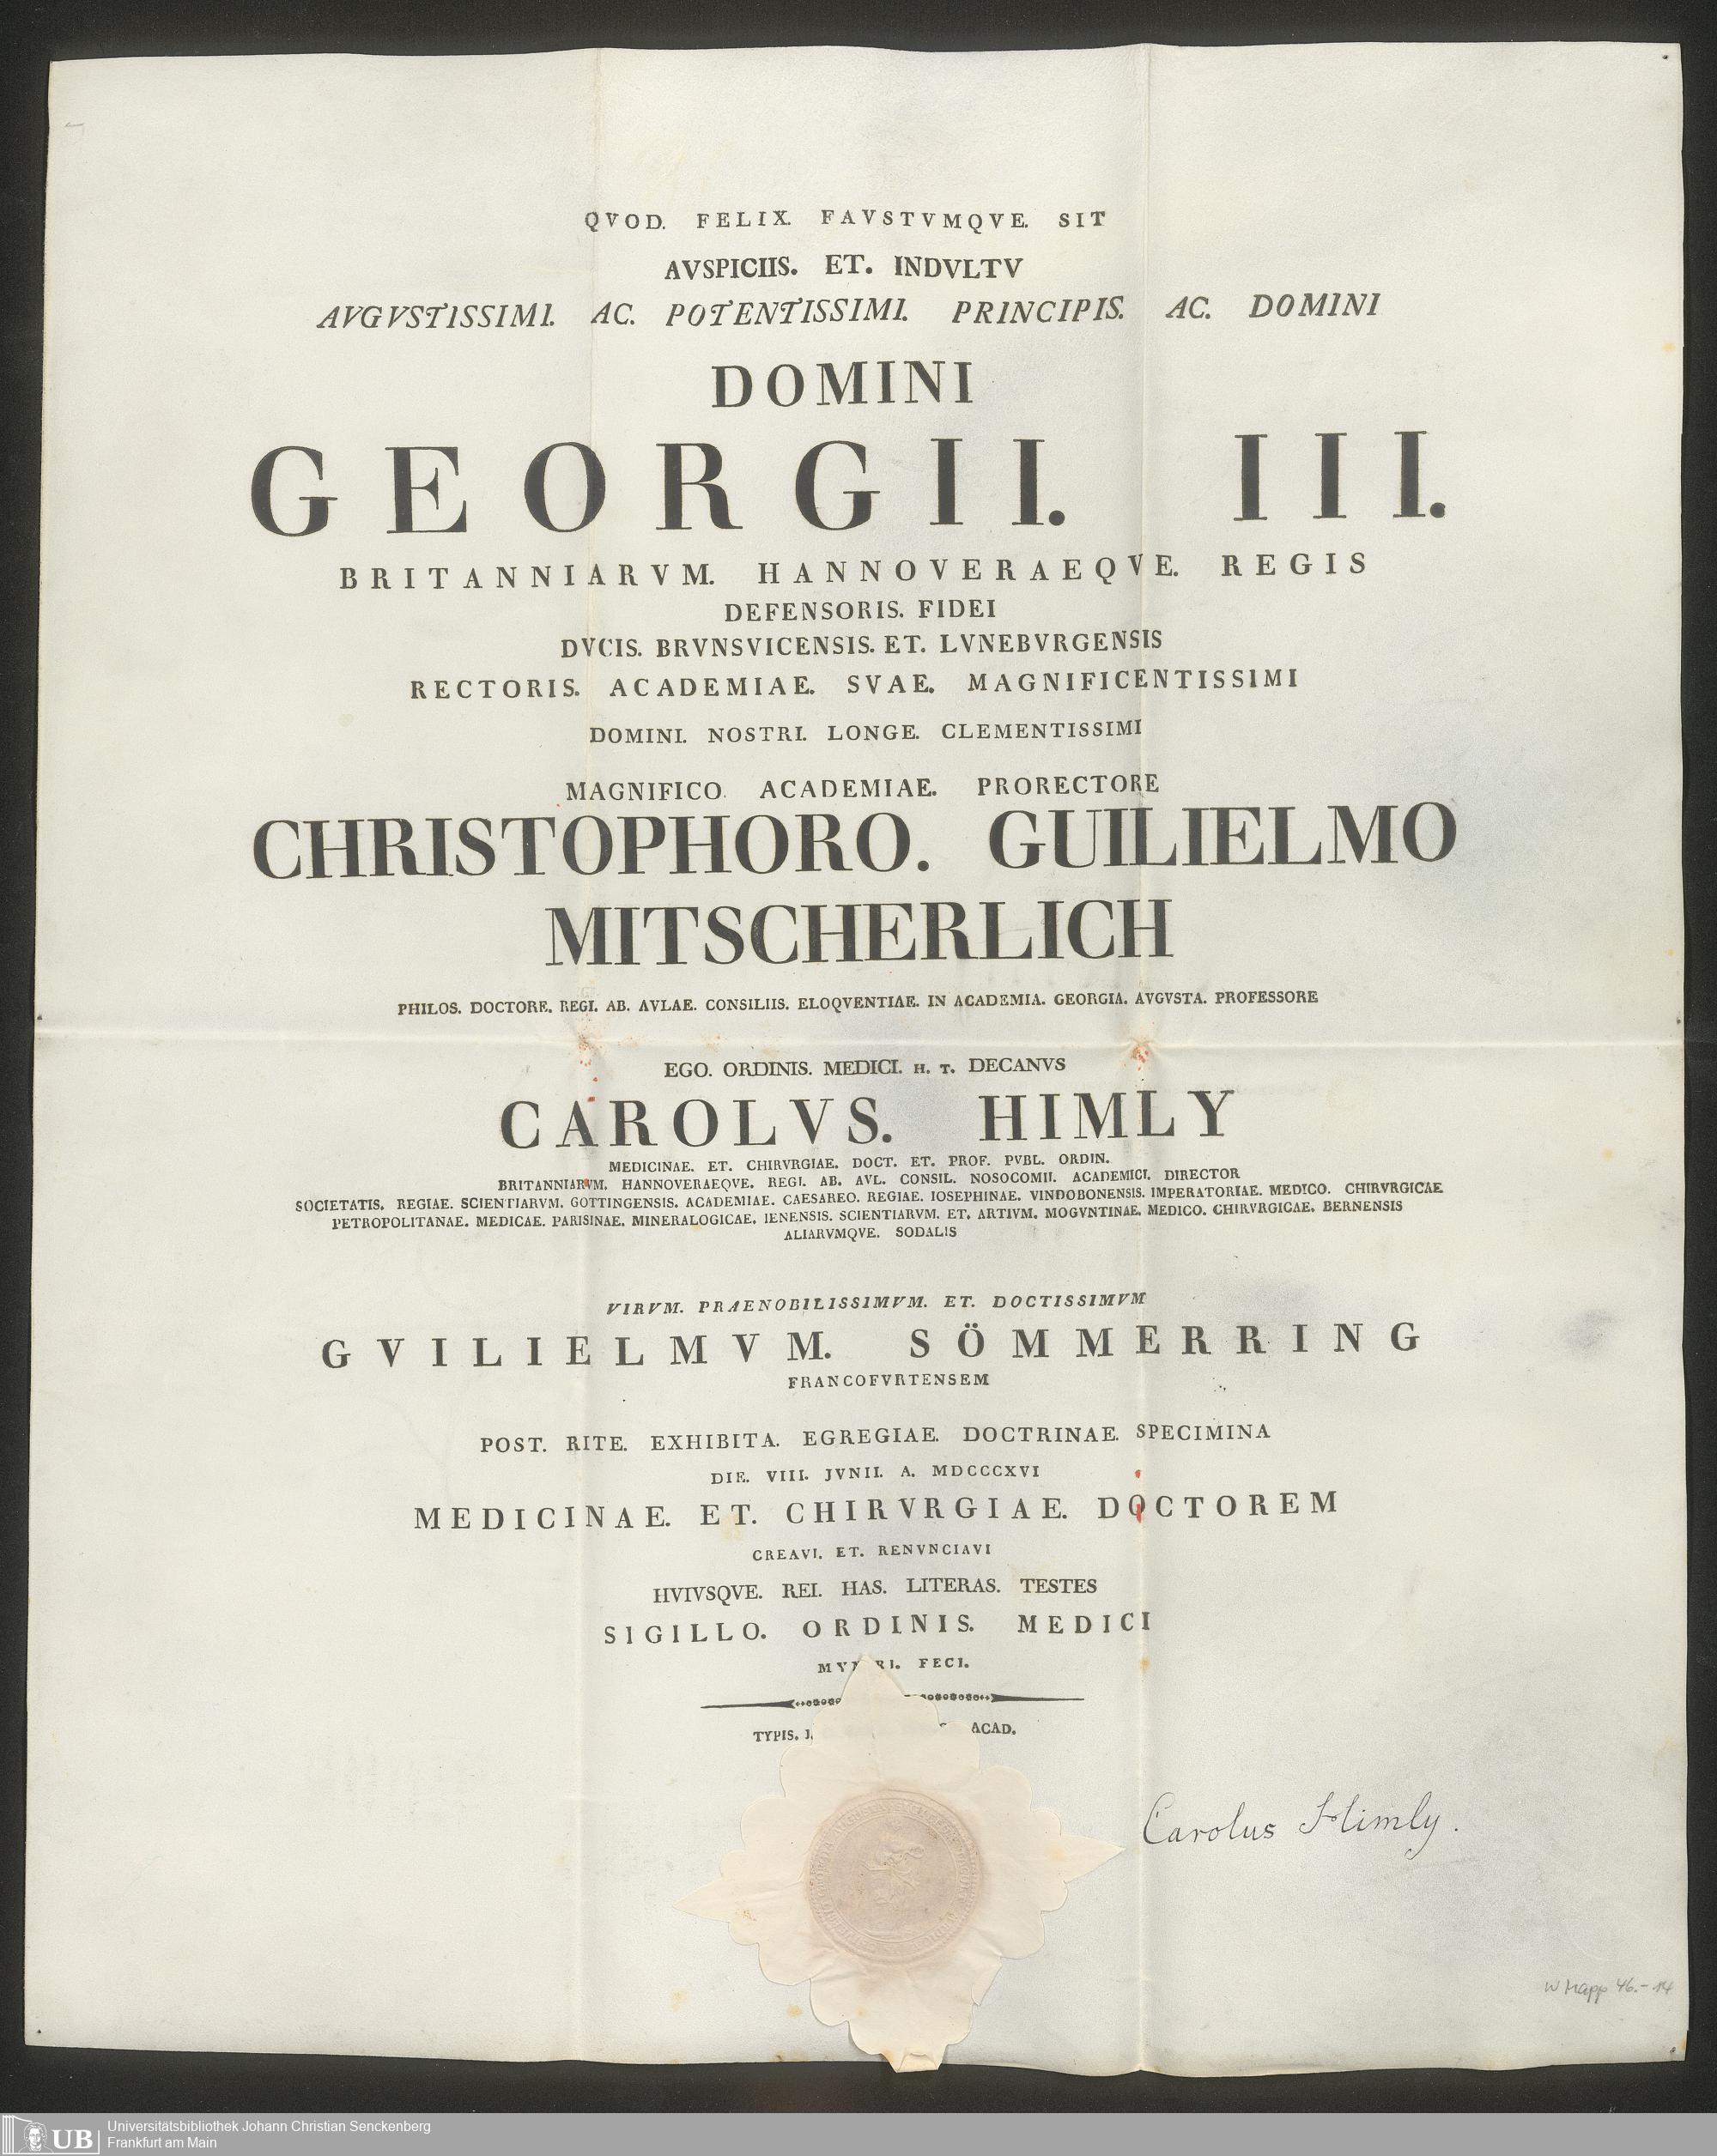 QVOD. FELIX. FAVSTVMQVE. SIT
AVSPICIIS. ET. INDVLTV
AVGVSTISSIMI. AC. POTENTISSIMI. PRINCIPIS. AC. DOMINI
DOMINI
GEORGII. III.
BRITANNIARVM. HANNOVERAEQVE. REGIS
DEFENSORIS. FIDEI
DVCIS. BRVNSVICENSIS. ET. LVNEBVRGENSIS
RECTORIS. ACADEMIAE. SVAE. MAGNIFICENTISSIMI
DOMINI. NOSTRI. LONGE. CLEMENTISSIMI
MAGNIFICO. ACADEMIAE. PRORECTORE
CHRISTOPHORO. GUILIELMO
MITSCHERLICH
PHILOS. DOCTORE. REGI. AB. AVLAE. CONSILIIS. ELOQVENTIAE. IN ACADEMIA. GEORGIA. AVGVSTA. PROFESSORE
EGO. ORDINIS. MEDICI. H. T. DECANVS
CAROLVS. HIMLY
MEDICINAE. ET. CHIRVRGIAE. DOCT. ET. PROF. PVBL. ORDIN.
BRITANNIARVM. HANNOVERAEQVE. REGI. AB. AVL. CONSIL. NOSOCOMII. ACADEMICI. DIRECTOR
SOCIETATIS. REGIAE. SCIENTIARVM. GOTTINGENSIS. ACADEMIAE. CAESAREO. REGIAE. IOSEPHINAE. VINDOBONENSIS. IMPERATORIAE. MEDICO. CHIRVRGICAE
PETROPOLITANAE. MEDICAE. PARISINAE. MINERALOGICAE. IENENSIS. SCIENTIARVM. ET. ARTIVM. MOGVNTINAE. MEDICO. CHIRVRGICAE. BERNENSIS
ALIARVMQVE. SODALIS
VIRVM. PRAENOBILISSIMVM. ET. DOCTISSIMVM
GVILIELMVM. SÖMMERRING
FRANCOFVRTENSEM
POST. RITE. EXHIBITA. EGREGIAE. DOCTRINAE. SPECIMINA
DIE. VIII. JVNII. A. MDCCCXVI
MEDICINAE. ET. CHIRVRGIAE. DOCTOREM
CREAVI. ET. RENVNCIAVI
HVIVSQVE. REI. HAS. LITERAS. TESTES
SIGILLO. ORDINIS. MEDICI
FECI.
TYPIS. ACAD.
Carolus Himly.
W Mapp 46.-14
UB Universitätsbibliothek Johann Christian Senckenberg
Frankfurt am Main